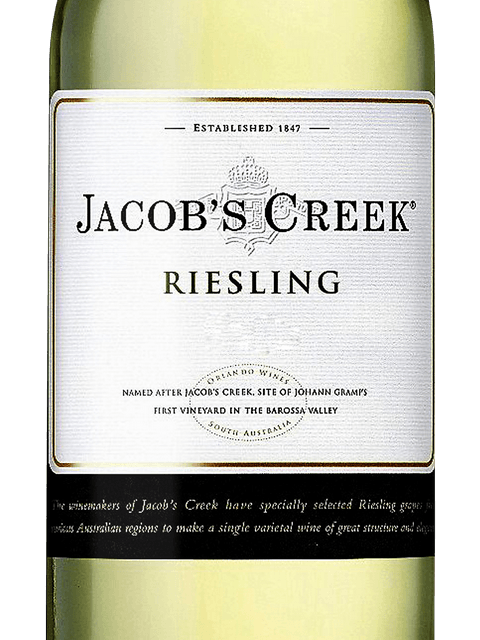 ESTABLISHED 1847
JACOB'S CREEK®
RIESLING
ORLANDO WINES
NAMED AFTER JACOB'S CREEK, SITE OF JOHANN GRAMP'S
FIRST VINEYARD IN THE BAROSSA VALLEY
SOUTH AUSTRALIA
The winemakers of Jacob's Creek have specially selected Riesling grapes
Australian regions to make a single varietal wine of great structure and